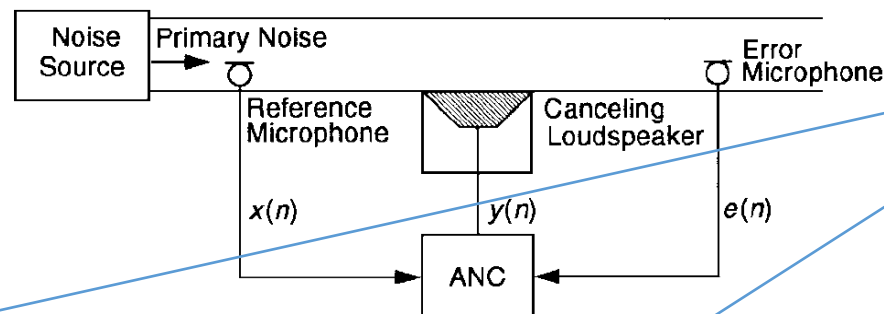 Noise
Source
Primary Noise
Error
Microphone
Reference
Microphone
Canceling
Loudspeaker
x(n)
y(n)
e(n)
ANC